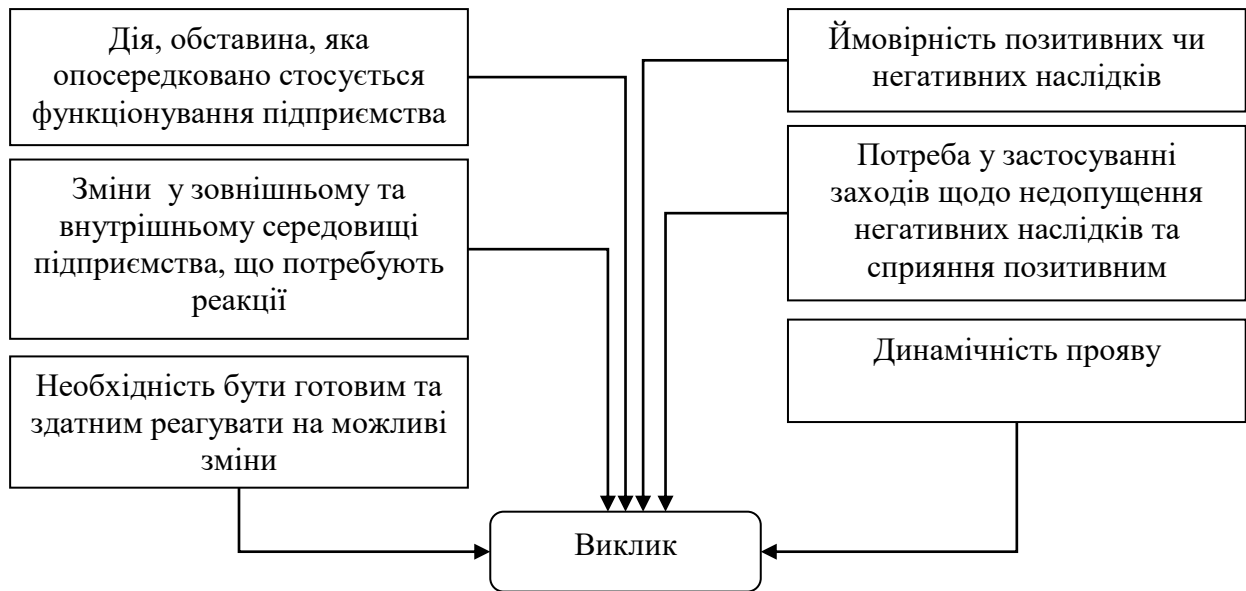 Дія, обставина, яка
опосередковано стосується
функціонування підприємства
Зміни у зовнішньому та
внутрішньому середовищі
підприємства, що потребують
реакції
Необхідність бути готовим та
здатним реагувати на можливі
зміни
Ймовірність позитивних чи
негативних наслідків
Потреба у застосуванні
заходів щодо недопущення
негативних наслідків та
сприяння позитивним
Динамічність прояву
Виклик